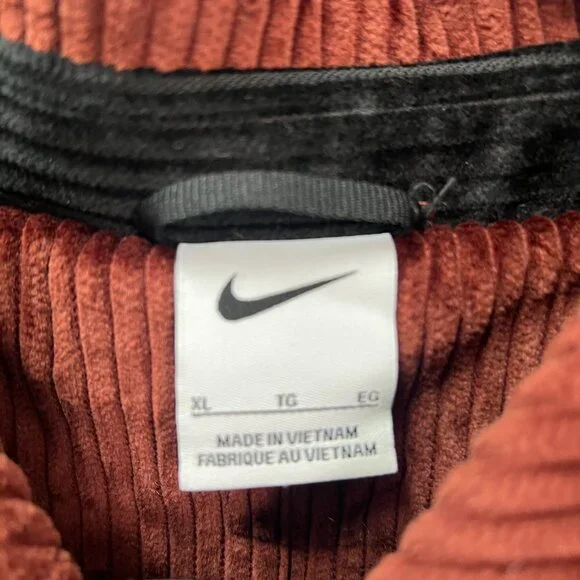 XL TG EG
MADE IN VIETNAM
FABRIQUE AU VIETNAM